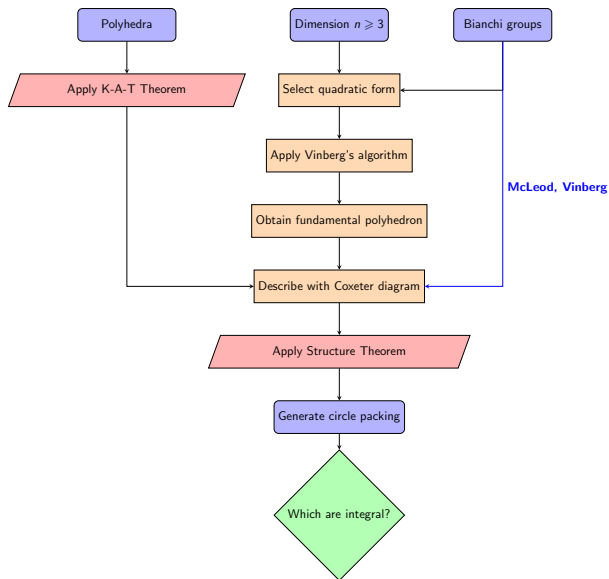 Polyhedra
Dimension n ⩾ 3
Bianchi groups
Apply K-A-T Theorem
Select quadratic form
Apply Vinberg's algorithm
McLeod, Vinberg
Obtain fundamental polyhedron
Describe with Coxeter diagram
Apply Structure Theorem
Generate circle packing
Which are integral?